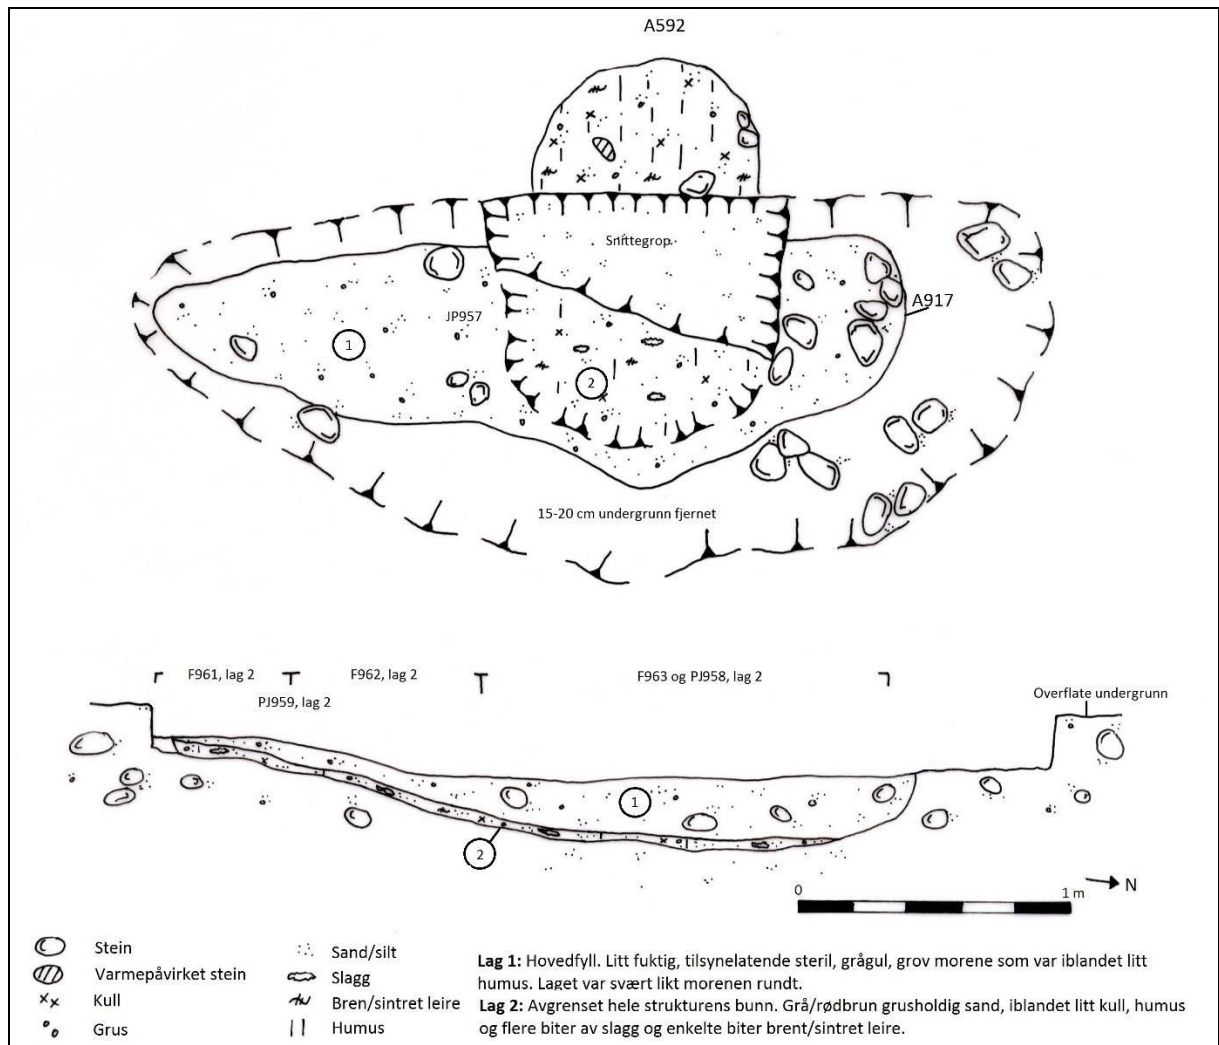 A592
Snittegrop
A917
JP957
1
2
15-20 cm undergrunn fjernet
F961, lag 2
F962, lag 2
F963 og PJ958, lag 2
PJ959, lag 2
Overflate undergrunn
1
2
0
1 m
N
Stein
Varmepåvirket stein
Kull
Grus
Sand/silt
Slagg
Bren/sintret leire
Humus
Lag 1: Hovedfyll. Litt fuktig, tilsynelatende steril, grågul, grov morene som var iblandet litt
humus. Laget var svært likt morenen rundt.
Lag 2: Avgrenset hele strukturens bunn. Grå/rødbrun grusholdig sand, iblandet litt kull, humus
og flere biter av slagg og enkelte biter brent/sintret leire.